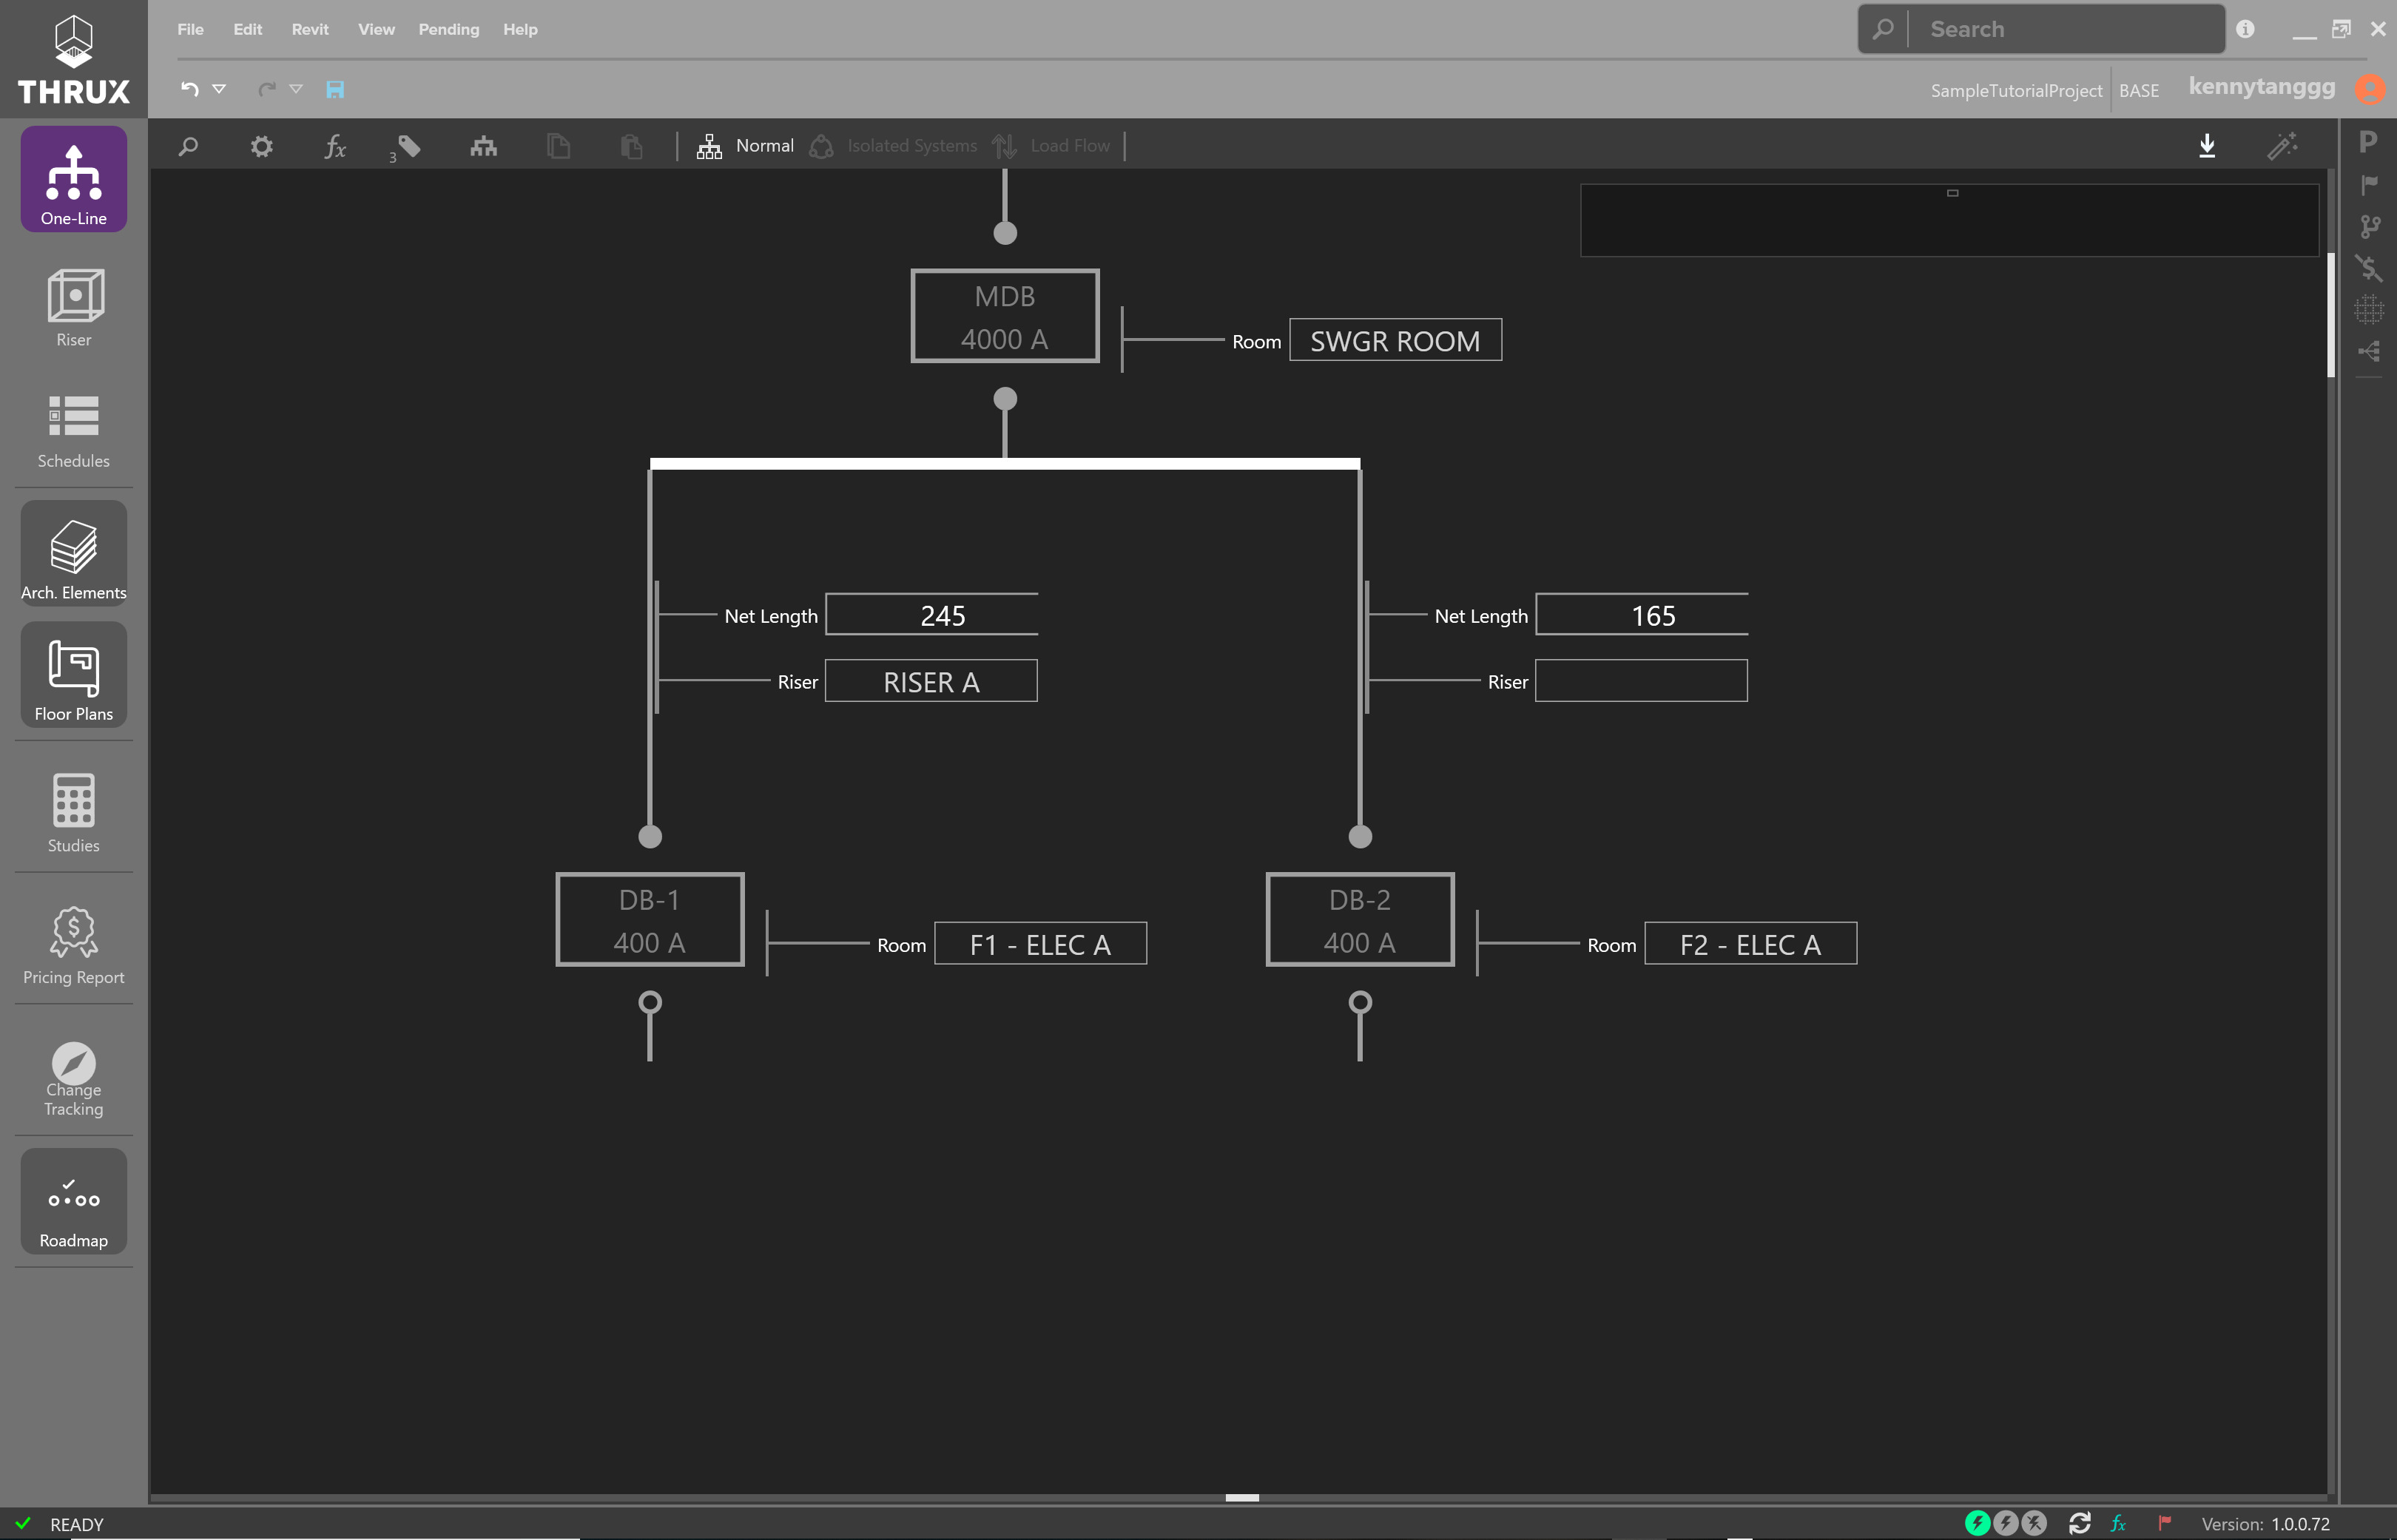 THRUX
File Edit Revit View Pending Help
Search
SampleTutorialProject BASE kennytanggg
3 Normal Isolated Systems Load Flow
P
One-Line
Riser
Schedules
Arch. Elements
Floor Plans
Studies
Pricing Report
Change
Tracking
Roadmap
MDB
4000 A
Room SWGR ROOM
Net Length 245
Riser RISER A
Net Length 165
Riser
DB-1
400 A
Room F1 - ELEC A
DB-2
400 A
Room F2 - ELEC A
READY
fx Version: 1.0.0.72